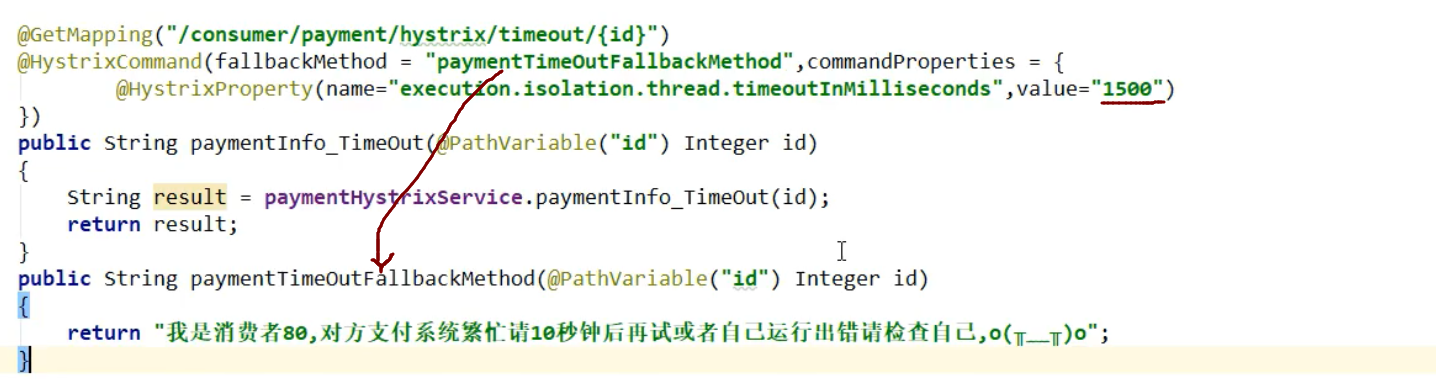 @GetMapping("/consumer/payment/hystrix/timeout/{id}")
@HystrixCommand(fallbackMethod = "paymentTimeOutFallbackMethod",commandProperties = {
        @HystrixProperty(name="execution.isolation.thread.timeoutInMilliseconds",value="1500")
})
public String paymentInfo_TimeOut(@PathVariable("id") Integer id)
{
    String result = paymentHystrixService.paymentInfo_TimeOut(id);
    return result;
}
public String paymentTimeOutFallbackMethod(@PathVariable("id") Integer id)
{
    return "我是消费者80,对方支付系统繁忙请10秒钟后再试或者自己运行出错请检查自己,o(╥﹏╥)o";
}